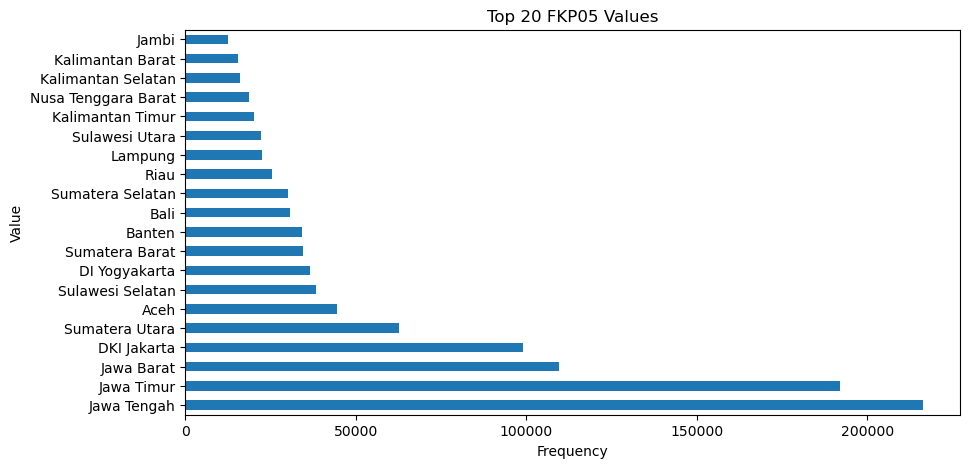 Top 20 FKP05 Values
Value
Jambi
Kalimantan Barat
Kalimantan Selatan
Nusa Tenggara Barat
Kalimantan Timur
Sulawesi Utara
Lampung
Riau
Sumatera Selatan
Bali
Banten
Sumatera Barat
DI Yogyakarta
Sulawesi Selatan
Aceh
Sumatera Utara
DKI Jakarta
Jawa Barat
Jawa Timur
Jawa Tengah
0 50000 100000 150000 200000
Frequency